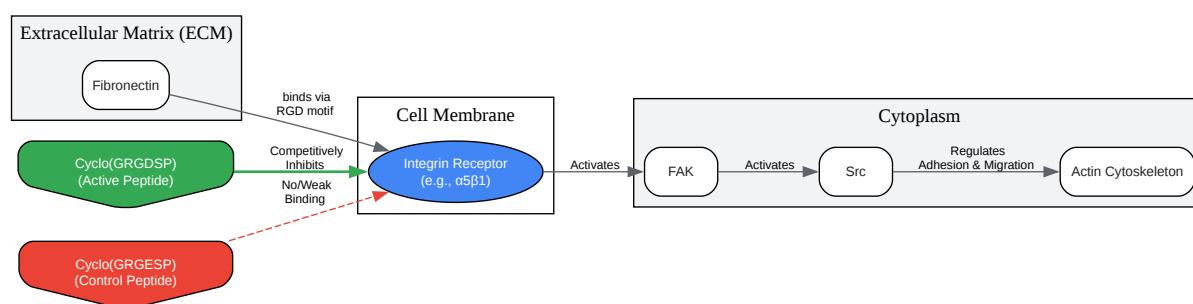 Extracellular Matrix (ECM)
Fibronectin
binds via
RGD motif
Cell Membrane
Cytoplasm
Cyclo(GRGDSP)
(Active Peptide)
Competitively
Inhibits
No/Weak
Binding
Integrin Receptor
(e.g., α5β1)
Activates
FAK
Activates
Src
Regulates
Adhesion & Migration
Actin Cytoskeleton
Cyclo(GRGESP)
(Control Peptide)